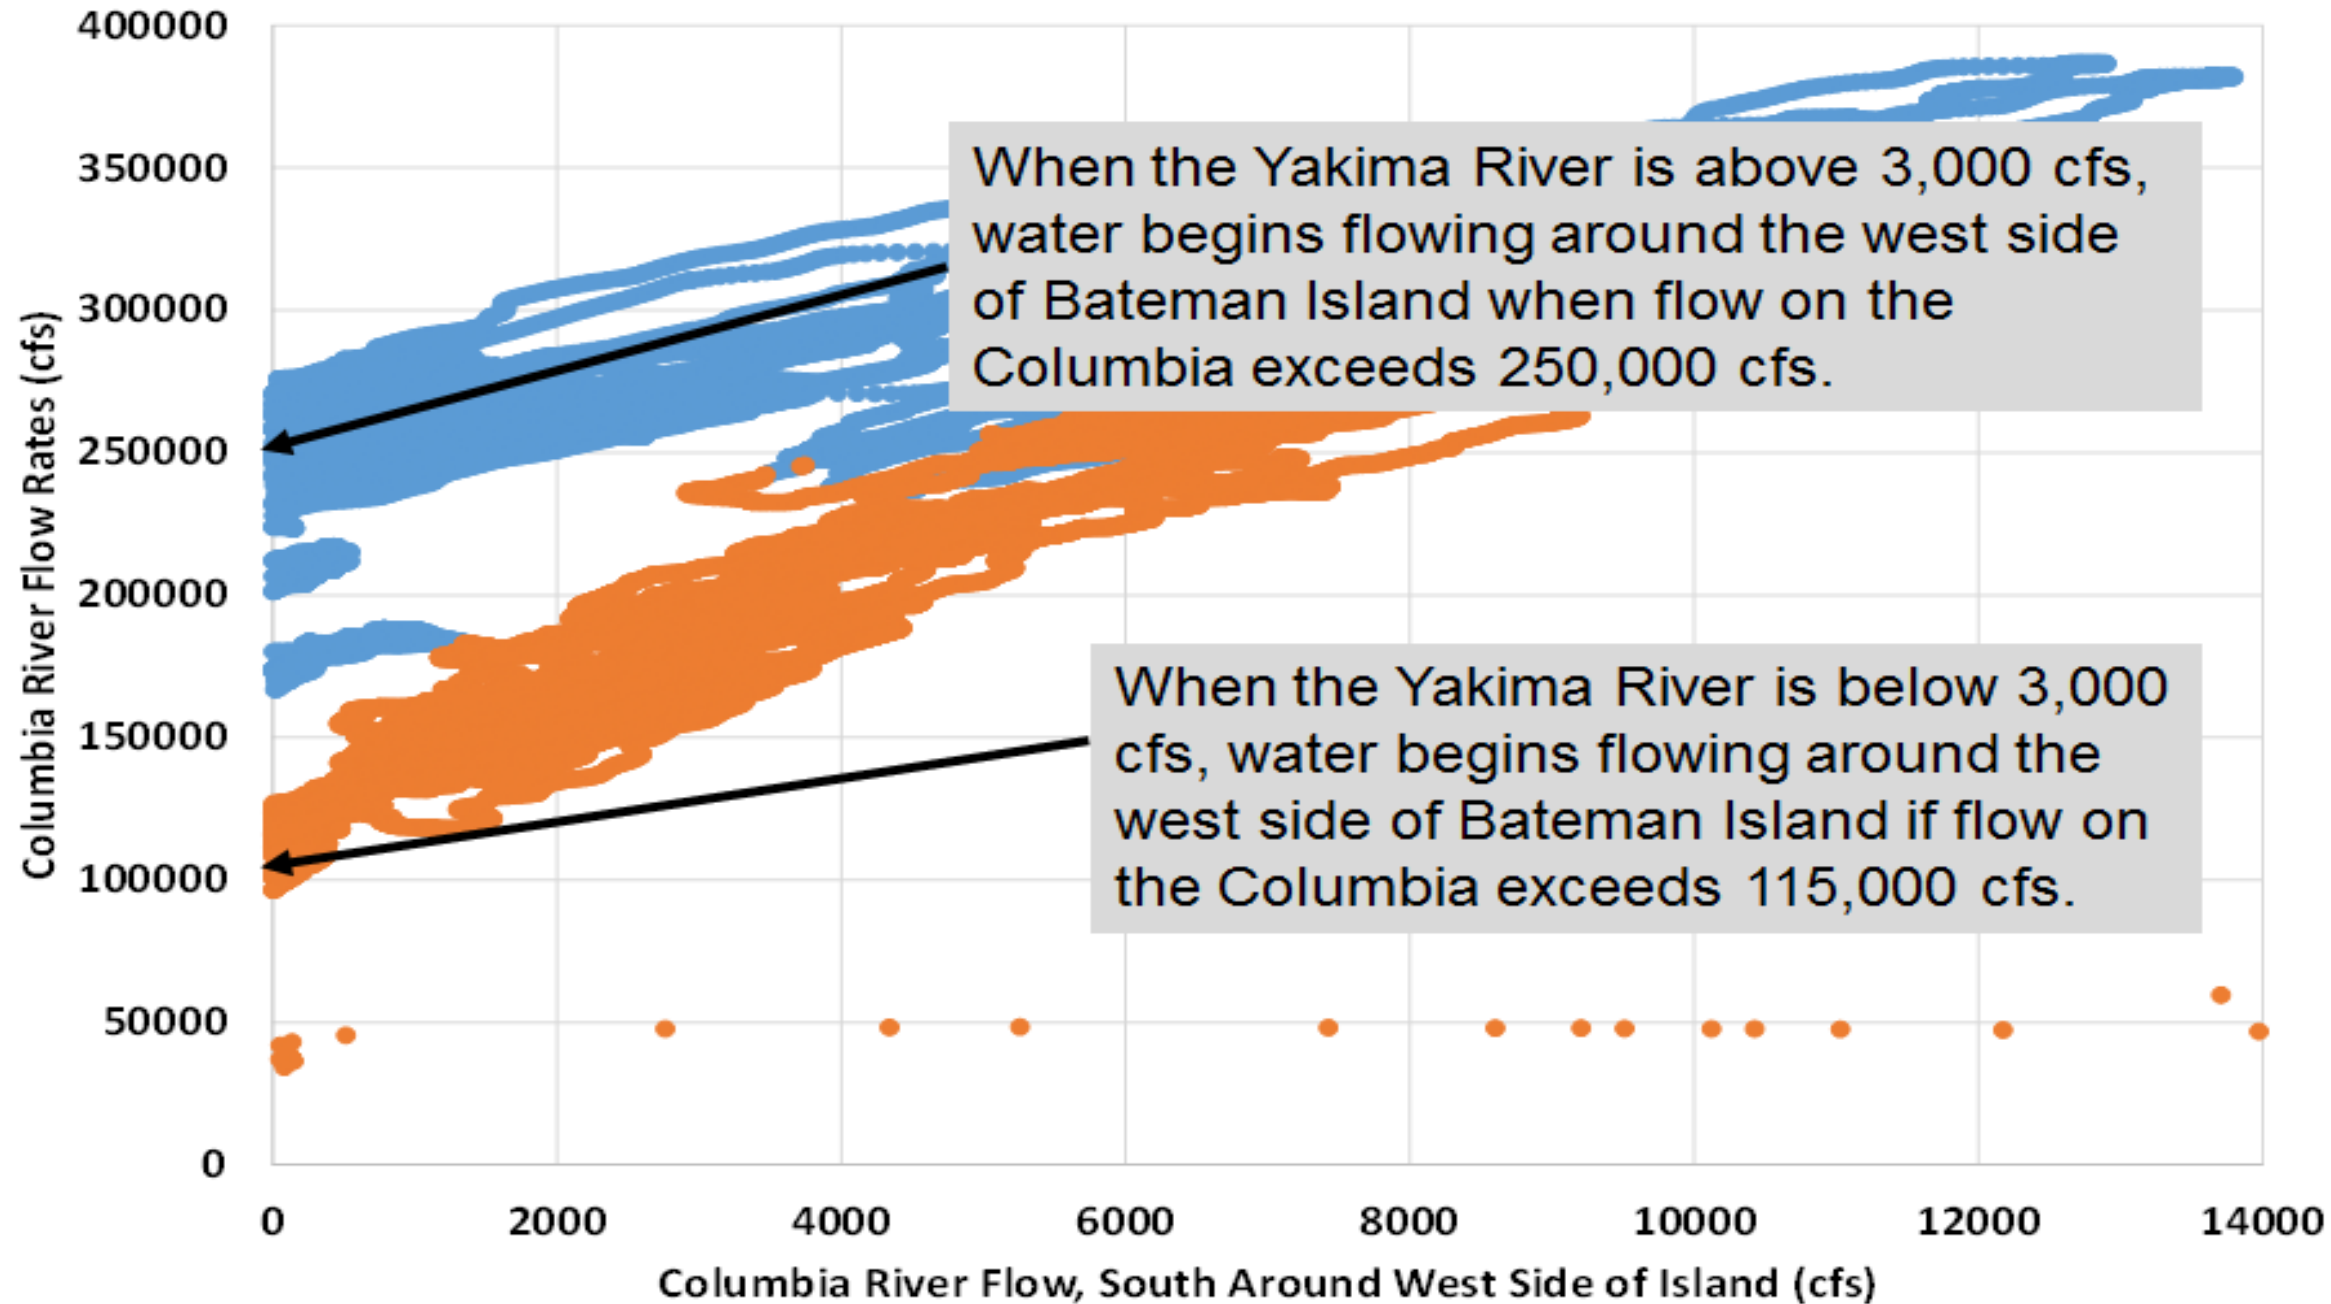 400000
350000
300000
250000
200000
150000
100000
50000
0
Columbia River Flow Rates (cfs)
When the Yakima River is above 3,000 cfs,
water begins flowing around the west side
of Bateman Island when flow on the
Columbia exceeds 250,000 cfs.
When the Yakima River is below 3,000
cfs, water begins flowing around the
west side of Bateman Island if flow on
the Columbia exceeds 115,000 cfs.
0 2000 4000 6000 8000 10000 12000 14000
Columbia River Flow, South Around West Side of Island (cfs)